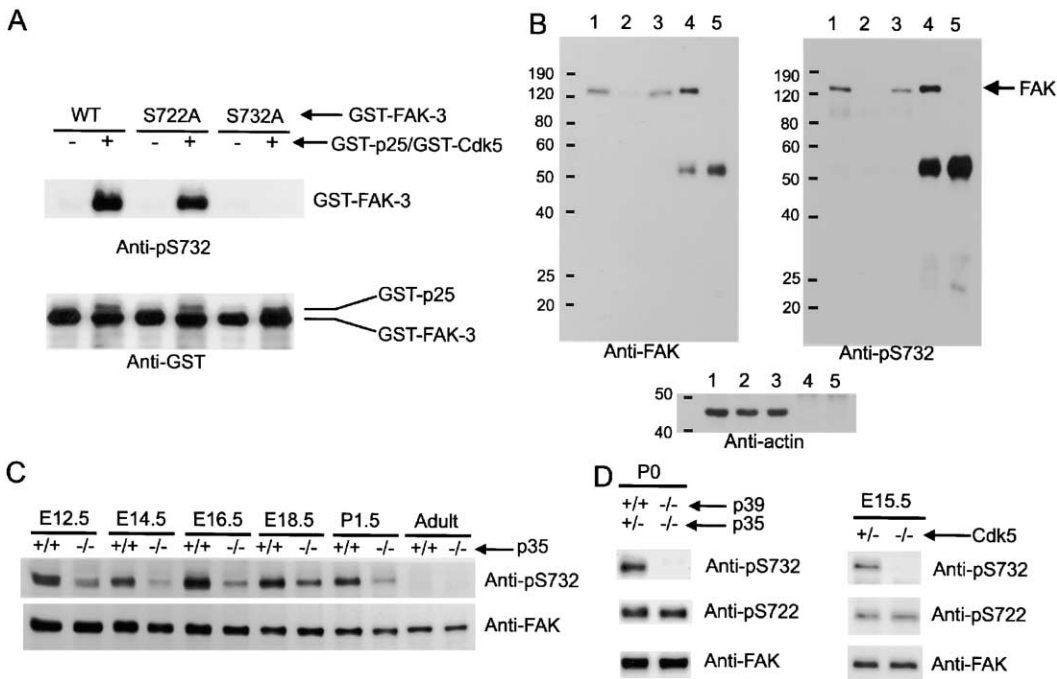 A
WT S722A S732A GST-FAK-3
- + - + - + GST-p25/GST-Cdk5
GST-FAK-3
Anti-pS732
GST-p25
GST-FAK-3
Anti-GST
B
1 2 3 4 5
190
120
80
60
50
40
25
20
Anti-FAK
1 2 3 4 5
190
120
80
60
50
40
25
20
FAK
Anti-pS732
1 2 3 4 5
50
40
Anti-actin
C
E12.5 E14.5 E16.5 E18.5 P1.5 Adult
+/+ -/- +/+ -/- +/+ -/- +/+ -/- +/+ -/- +/+ -/- p35
Anti-pS732
Anti-FAK
D
P0
+/+ -/- p39
+/- -/- p35
Anti-pS732
Anti-pS722
Anti-FAK
E15.5
+/- -/- Cdk5
Anti-pS732
Anti-pS722
Anti-FAK